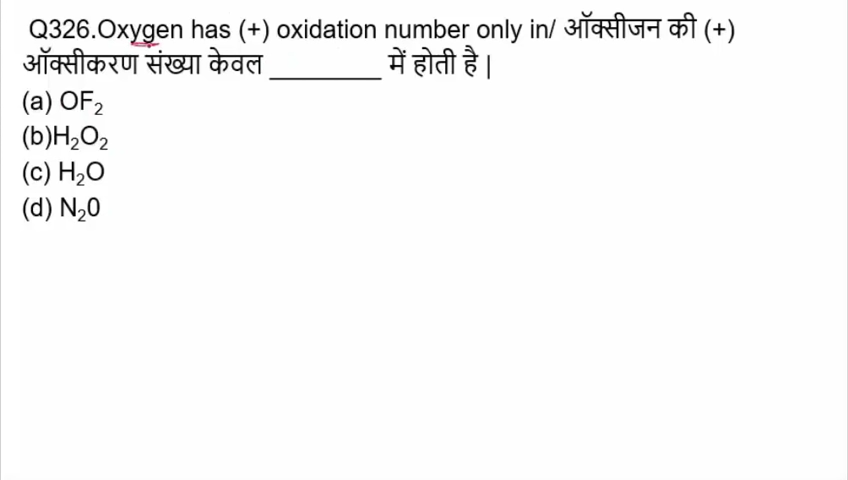 Q326.Oxygen has (+) oxidation number only in/ ऑक्सीजन की (+)
ऑक्सीकरण संख्या केवल ________ में होती है |
(a) OF₂
(b)H₂O₂
(c) H₂O
(d) N₂0